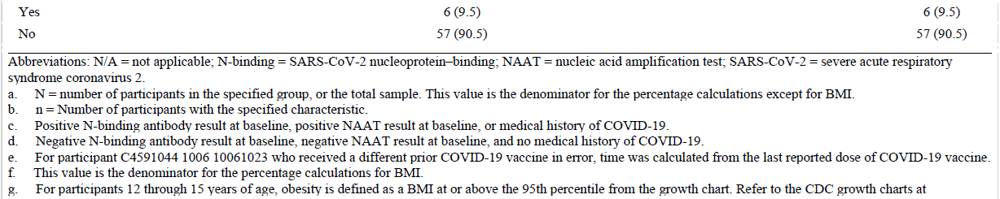 Yes 6 (9.5) 6 (9.5)
No 57 (90.5) 57 (90.5)
Abbreviations: N/A = not applicable; N-binding = SARS-CoV-2 nucleoprotein–binding; NAAT = nucleic acid amplification test; SARS-CoV-2 = severe acute respiratory
syndrome coronavirus 2.
a. N = number of participants in the specified group, or the total sample. This value is the denominator for the percentage calculations except for BMI.
b. n = Number of participants with the specified characteristic.
c. Positive N-binding antibody result at baseline, positive NAAT result at baseline, or medical history of COVID-19.
d. Negative N-binding antibody result at baseline, negative NAAT result at baseline, and no medical history of COVID-19.
e. For participant C4591044 1006 10061023 who received a different prior COVID-19 vaccine in error, time was calculated from the last reported dose of COVID-19 vaccine.
f. This value is the denominator for the percentage calculations for BMI.
g. For participants 12 through 15 years of age, obesity is defined as a BMI at or above the 95th percentile from the growth chart. Refer to the CDC growth charts at